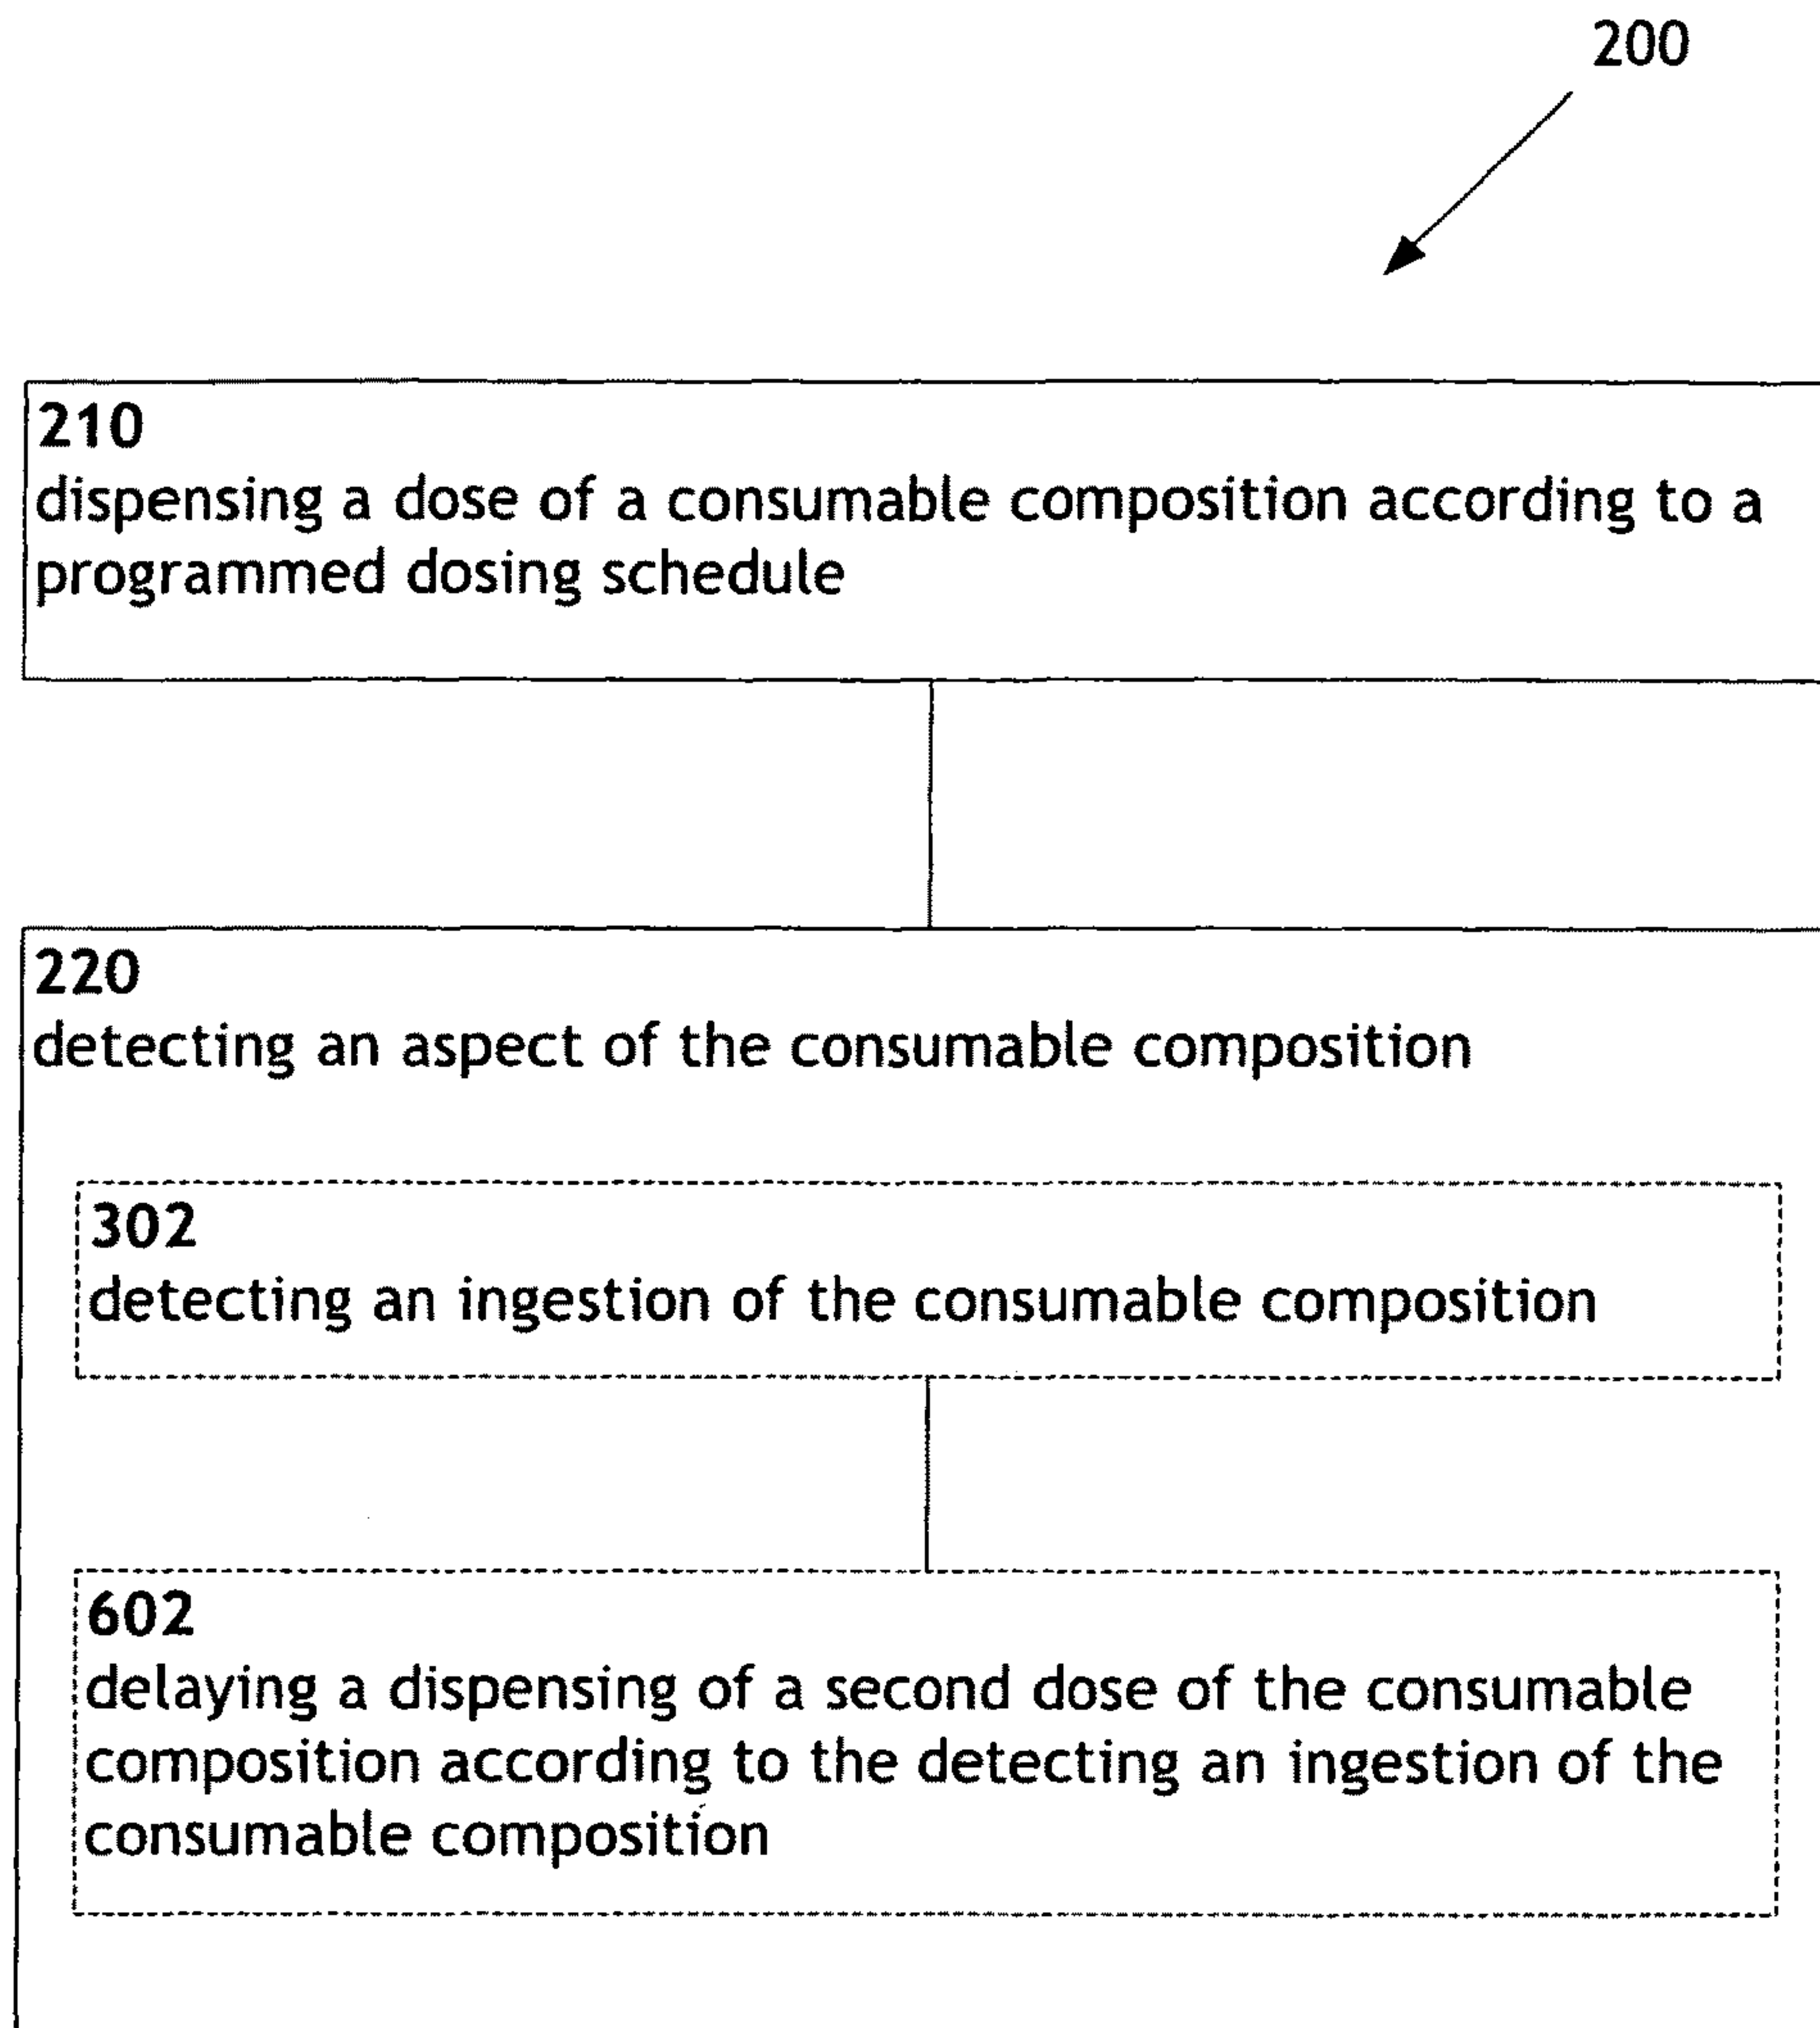 200
210
dispensing a dose of a consumable composition according to a
programmed dosing schedule
220
detecting an aspect of the consumable composition
302
detecting an ingestion of the consumable composition
602
delaying a dispensing of a second dose of the consumable
composition according to the detecting an ingestion of the
consumable composition